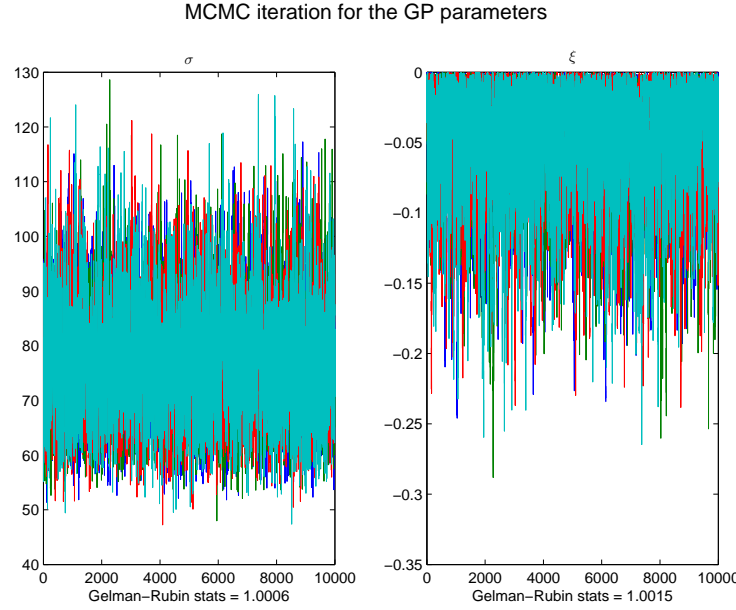 MCMC iteration for the GP parameters
σ
130
120
110
100
90
80
70
60
50
40
0 2000 4000 6000 8000 10000
Gelman−Rubin stats = 1.0006
ξ
0
−0.05
−0.1
−0.15
−0.2
−0.25
−0.3
−0.35
0 2000 4000 6000 8000 10000
Gelman−Rubin stats = 1.0015